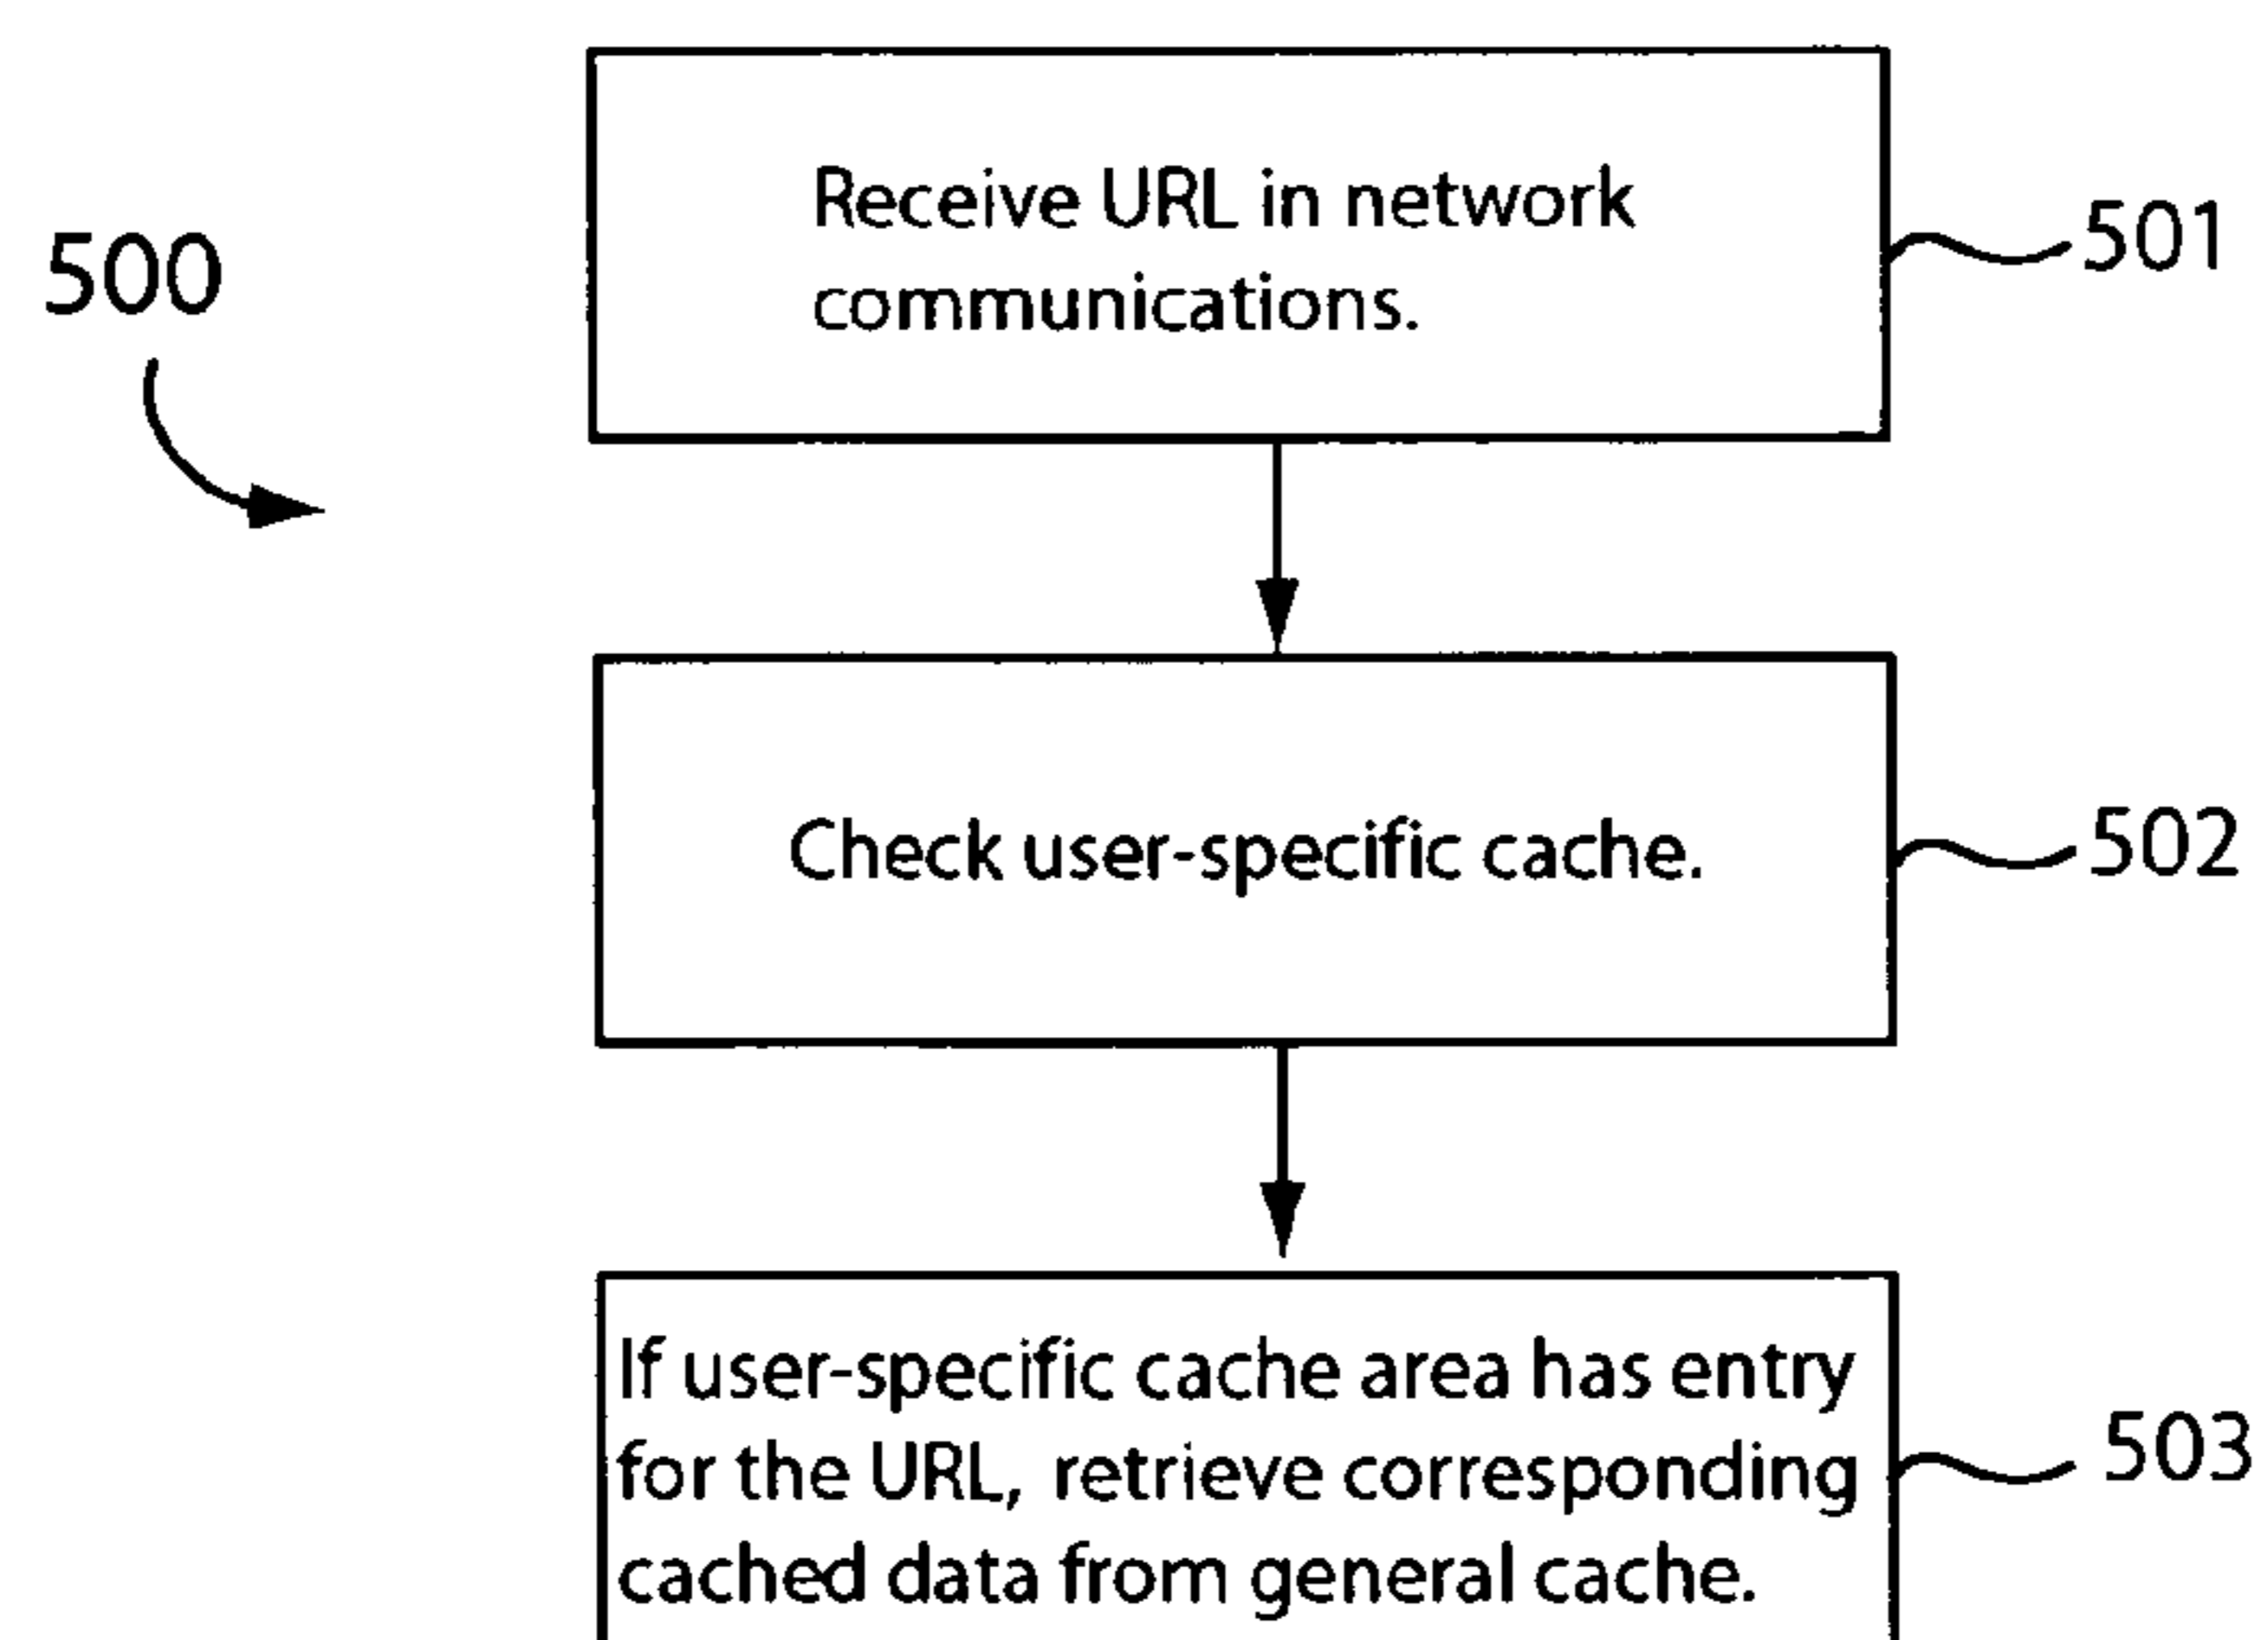 Receive URL in network
communications.
501
500
Check user-specific cache.
502
If user-specific cache area has entry
for the URL, retrieve corresponding
cached data from general cache.
503